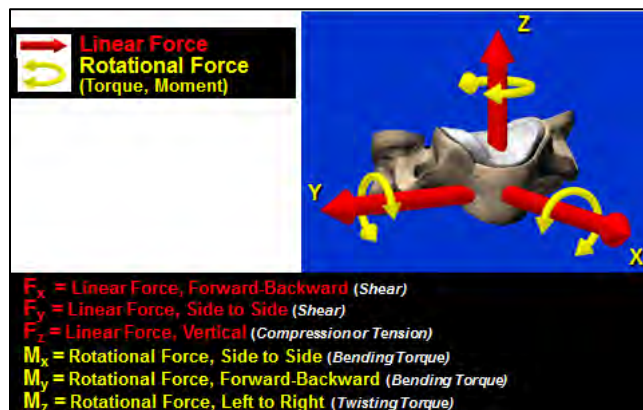 Linear Force
Rotational Force
(Torque, Moment)
Z
Y
X
Fx = Linear Force, Forward-Backward (Shear)
Fy = Linear Force, Side to Side (Shear)
Fz = Linear Force, Vertical (Compression or Tension)
Mx = Rotational Force, Side to Side (Bending Torque)
My = Rotational Force, Forward-Backward (Bending Torque)
Mz = Rotational Force, Left to Right (Twisting Torque)